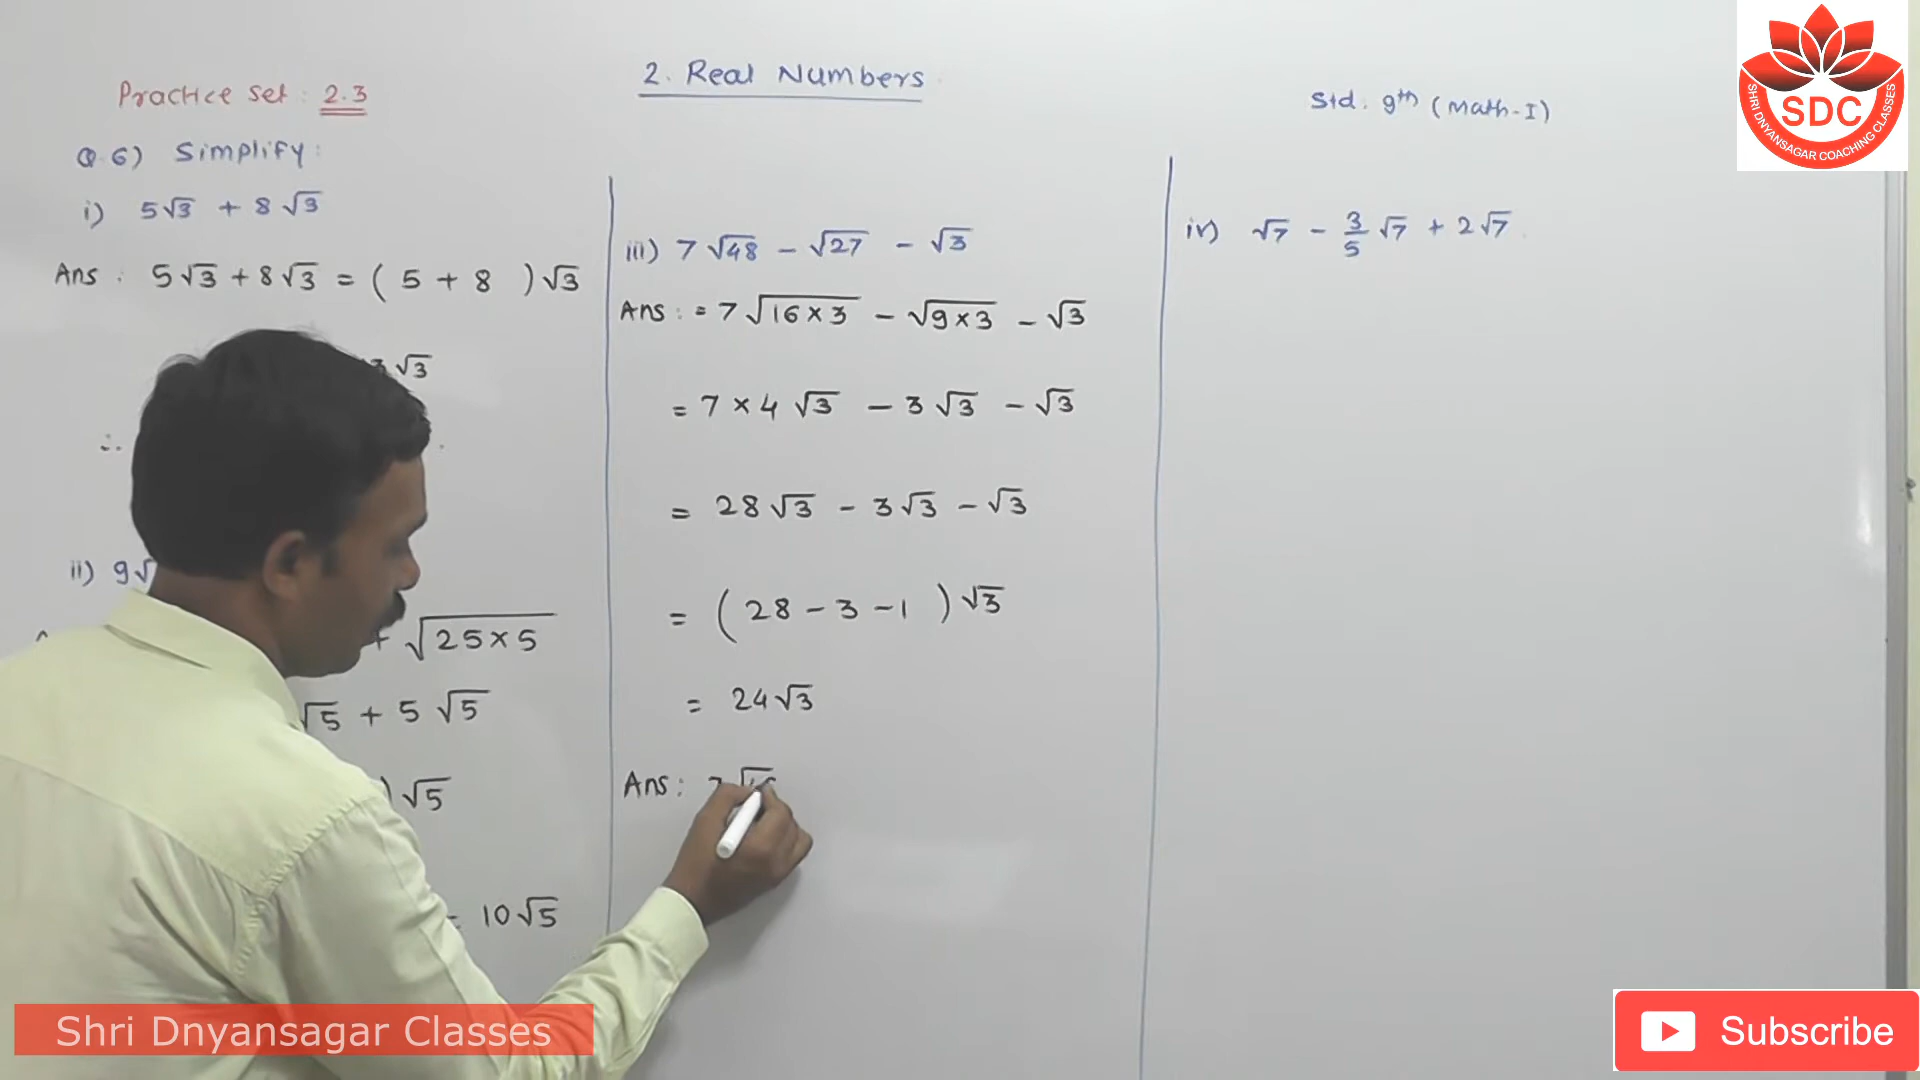 2. Real Numbers
Practice set : 2.3
Std. 9th (Math-I)
Q.6) Simplify:
i) 5√3 + 8√3
Ans : 5√3 + 8√3 = ( 5 + 8 ) √3
√3
∴
ii) 9√
+ √25×5
√5 + 5 √5
) √5
= 10√5
iii) 7√48 - √27 - √3
Ans : = 7√16×3 - √9×3 - √3
= 7 × 4 √3 - 3√3 - √3
= 28√3 - 3√3 - √3
= ( 28 - 3 - 1 ) √3
= 24√3
Ans :
iv) √7 - 3/5 √7 + 2√7
SDC
SHRI DNYANSAGAR COACHING CLASSES
Shri Dnyansagar Classes
Subscribe